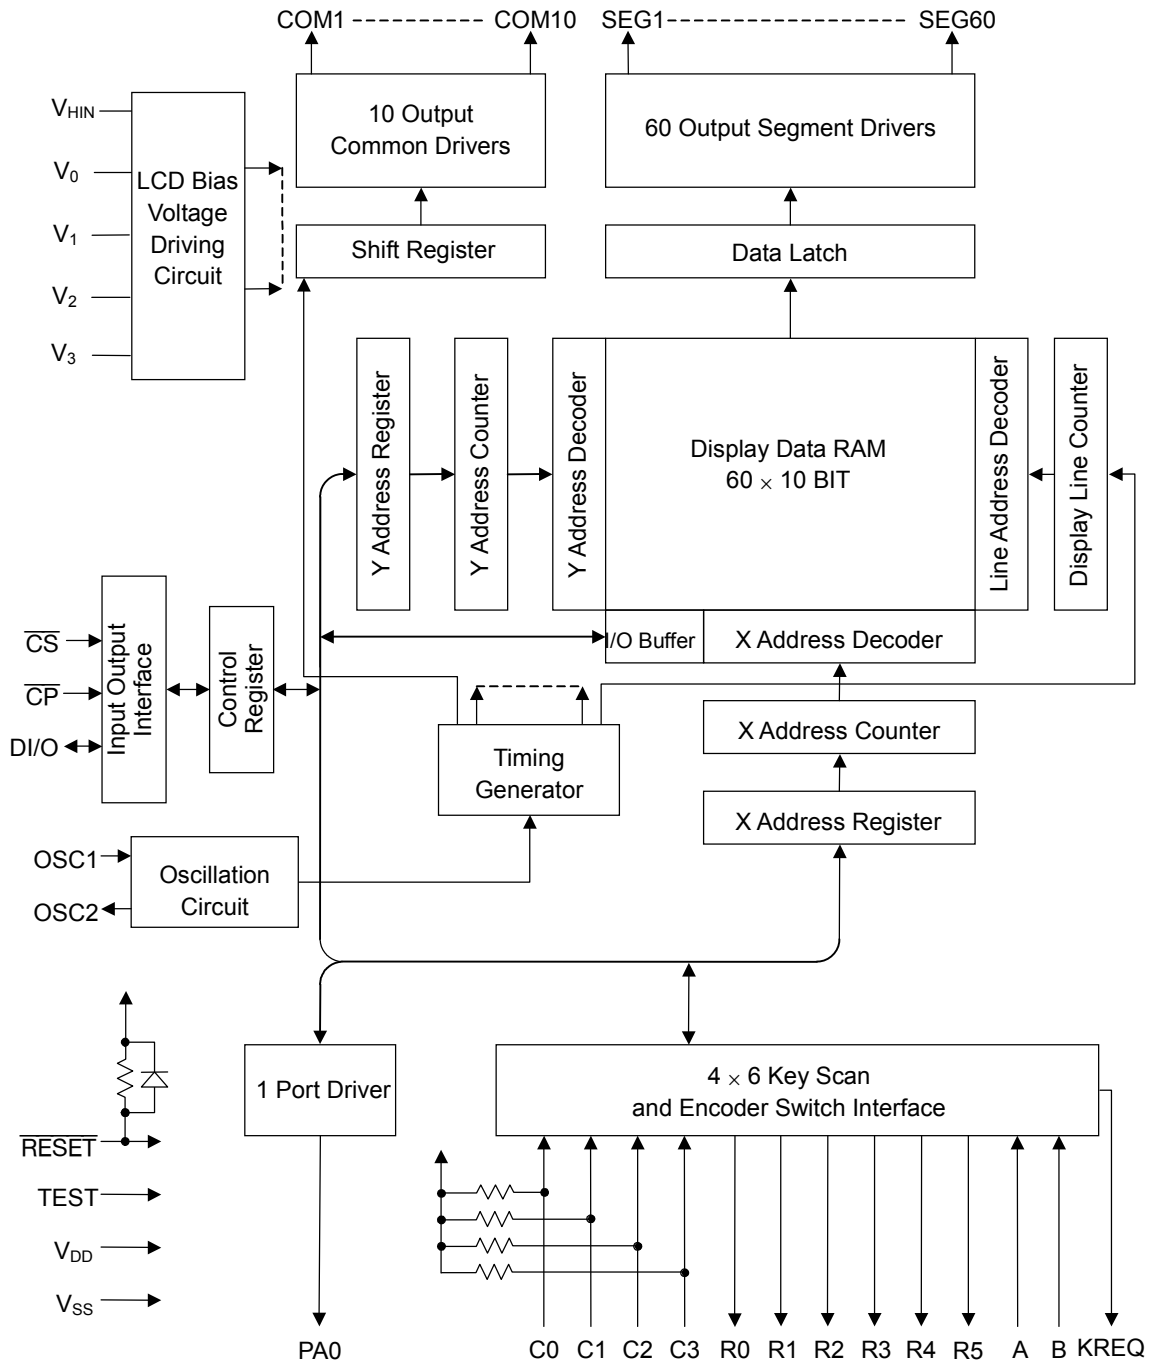 COM1 COM10 SEG1 SEG60
10 Output
Common Drivers
60 Output Segment Drivers
VHIN
V0
V1
V2
V3
LCD Bias
Voltage
Driving
Circuit
Shift Register
Data Latch
Y Address Register
Y Address Counter
Y Address Decoder
Display Data RAM
60 × 10 BIT
Line Address Decoder
Display Line Counter
I/O Buffer
X Address Decoder
CS
CP
DI/O
Input Output
Interface
Control
Register
Timing
Generator
X Address Counter
X Address Register
OSC1
OSC2
Oscillation
Circuit
1 Port Driver
4 × 6 Key Scan
and Encoder Switch Interface
RESET
TEST
VDD
VSS
PA0 C0 C1 C2 C3 R0 R1 R2 R3 R4 R5 A B KREQ